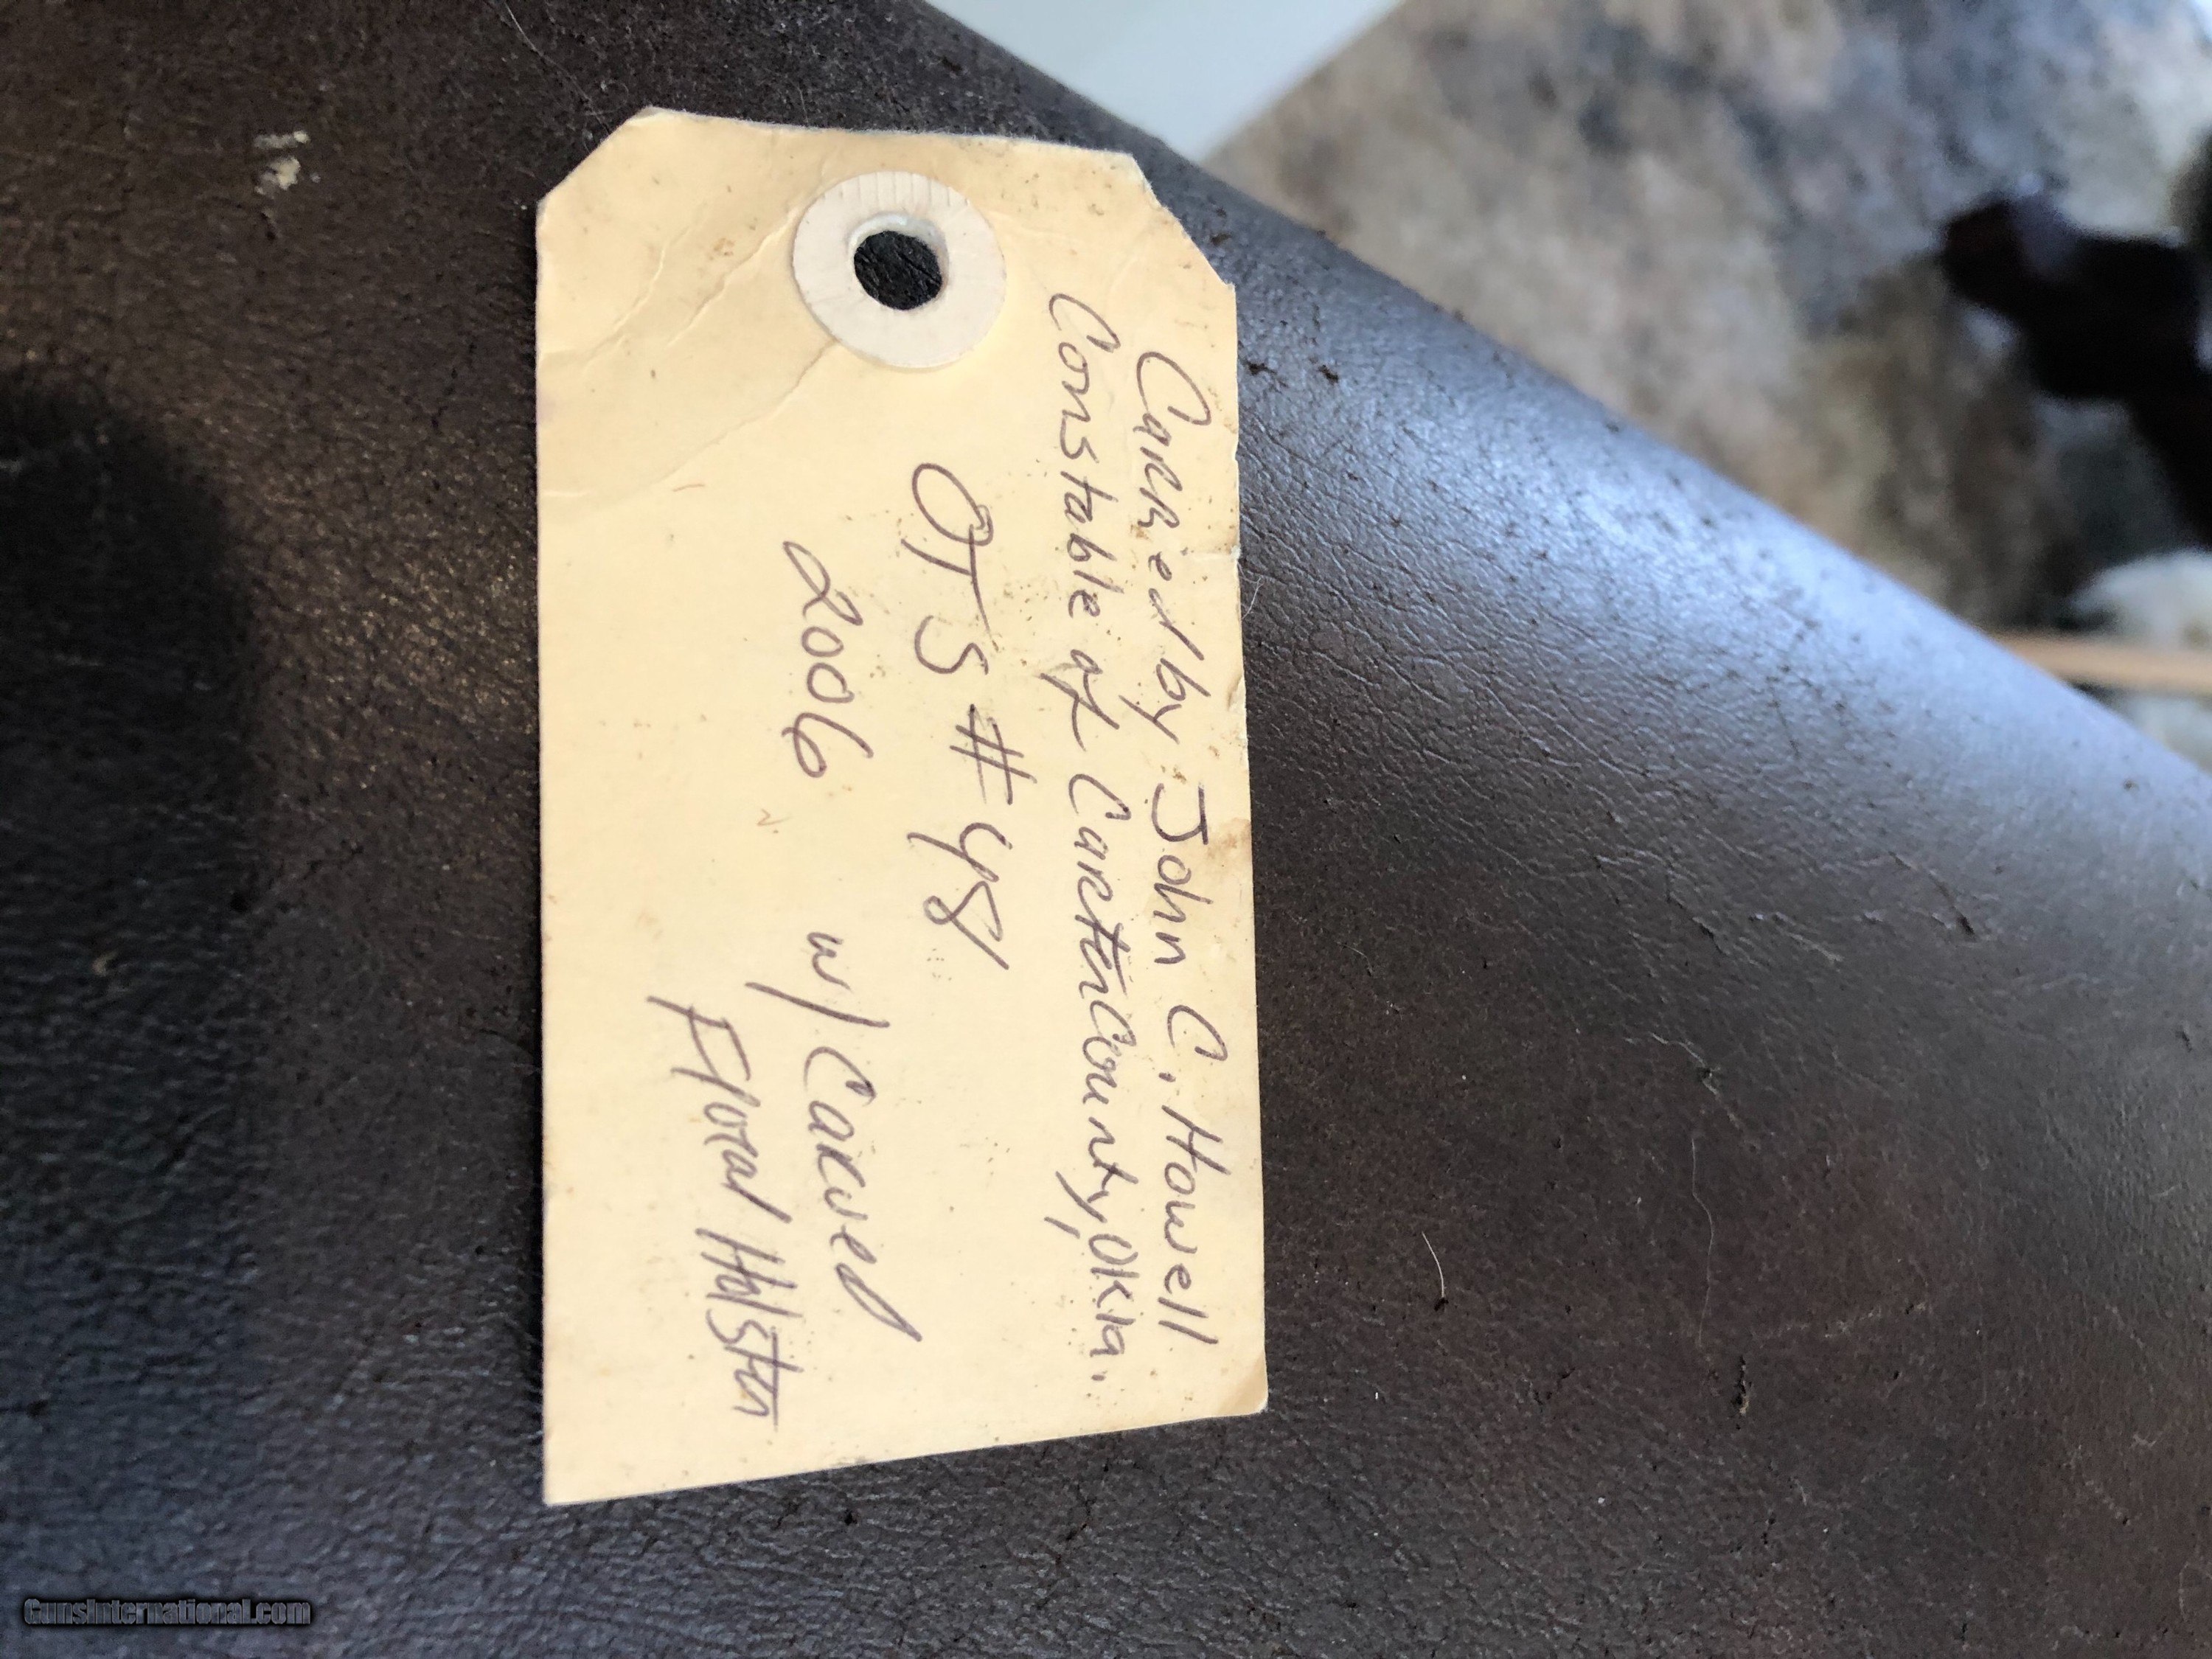 Carried by John C. Howell
Constable of Carter County, Okla.
OTS # 48
2006
w/ Carved
Floral Holster
GunsInternational.com